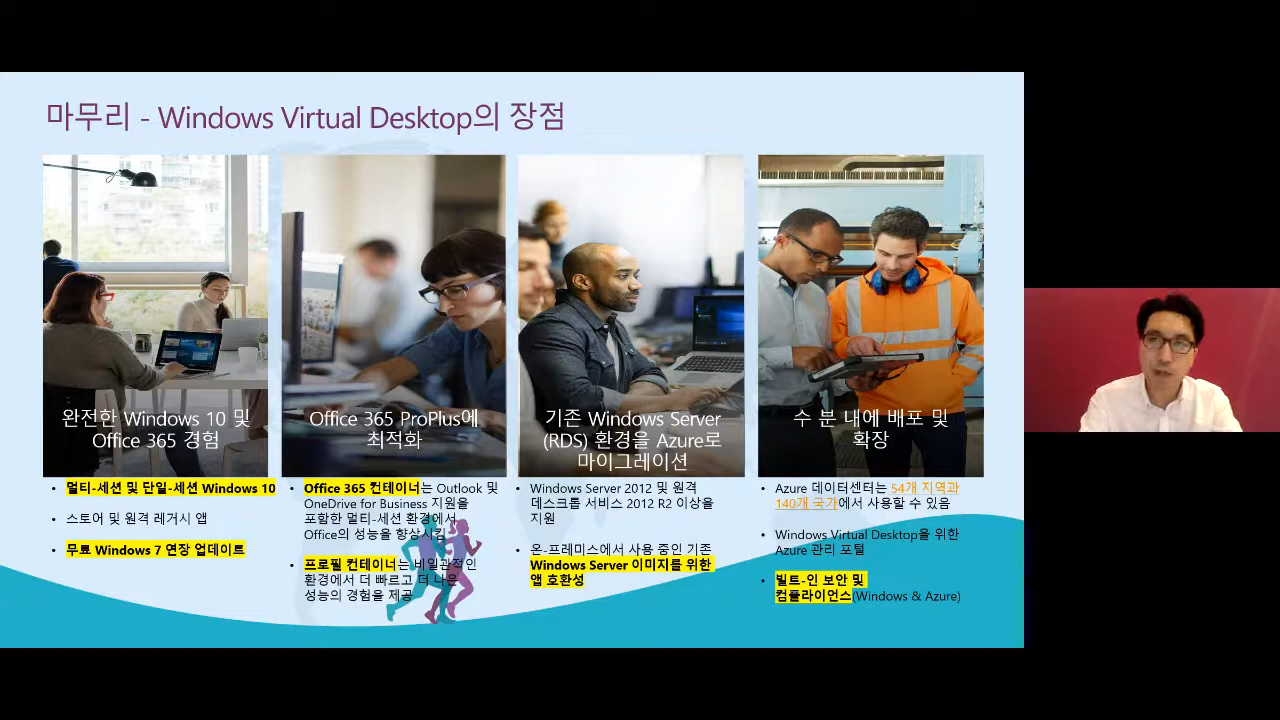 마무리 - Windows Virtual Desktop의 장점
완전한 Windows 10 및
Office 365 경험
• 멀티-세션 및 단일-세션 Windows 10
• 스토어 및 원격 레거시 앱
• 무료 Windows 7 연장 업데이트
Office 365 ProPlus에
최적화
• Office 365 컨테이너는 Outlook 및
OneDrive for Business 지원을
포함한 멀티-세션 환경에서
Office의 성능을 향상시킴
• 프로필 컨테이너는 비일관적인
환경에서 더 빠르고 더 나은
성능의 경험을 제공
기존 Windows Server
(RDS) 환경을 Azure로
마이그레이션
• Windows Server 2012 및 원격
데스크톱 서비스 2012 R2 이상을
지원
• 온-프레미스에서 사용 중인 기존
Windows Server 이미지를 위한
앱 호환성
수 분 내에 배포 및
확장
• Azure 데이터센터는 54개 지역과
140개 국가에서 사용할 수 있음
• Windows Virtual Desktop을 위한
Azure 관리 포털
• 빌트-인 보안 및
컴플라이언스(Windows & Azure)